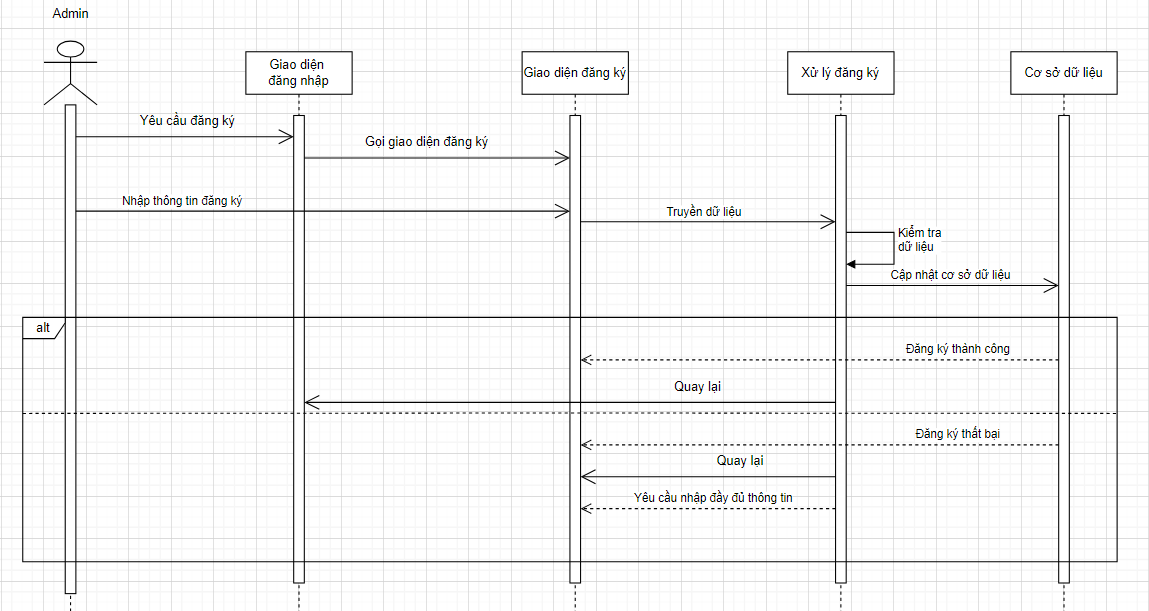 Admin
Giao diện
đăng nhập
Giao diện đăng ký
Xử lý đăng ký
Cơ sở dữ liệu
Yêu cầu đăng ký
Gọi giao diện đăng ký
Nhập thông tin đăng ký
Truyền dữ liệu
Kiểm tra
dữ liệu
Cập nhật cơ sở dữ liệu
alt
Đăng ký thành công
Quay lại
Đăng ký thất bại
Quay lại
Yêu cầu nhập đầy đủ thông tin